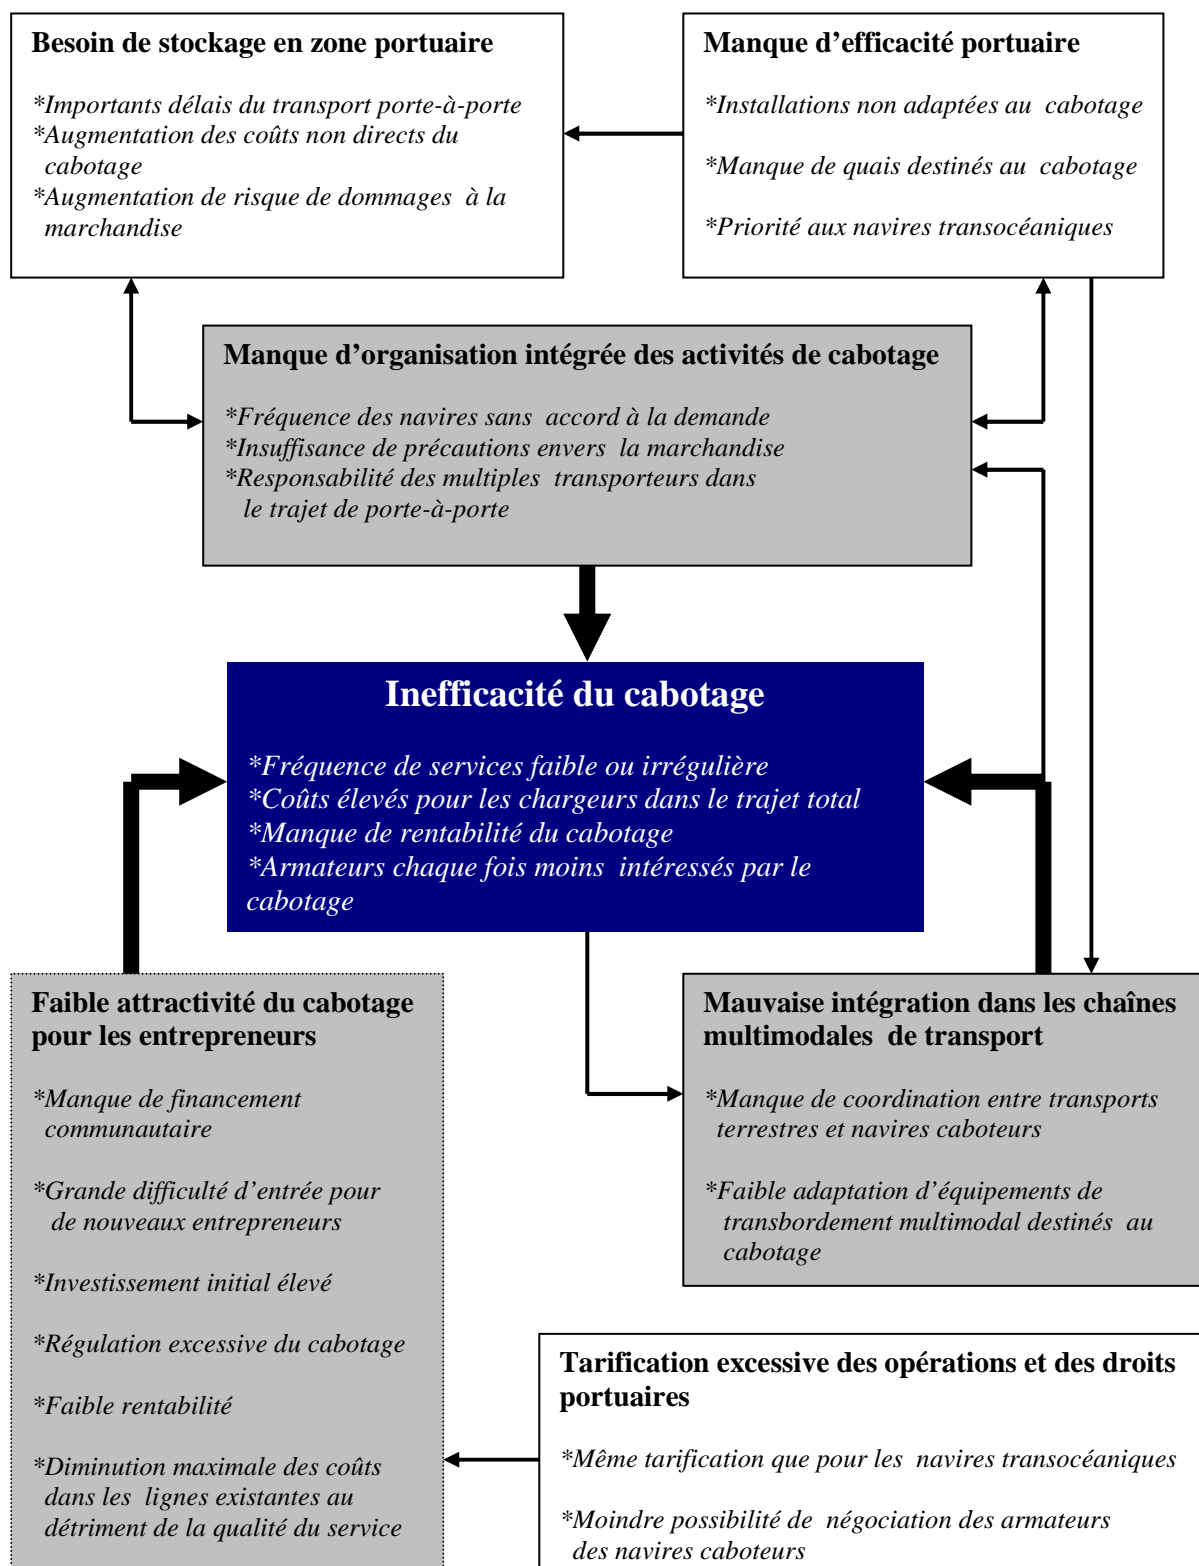 Besoin de stockage en zone portuaire
*Importants délais du transport porte-à-porte
*Augmentation des coûts non directs du
cabotage
*Augmentation de risque de dommages à la
marchandise
Manque d’efficacité portuaire
*Installations non adaptées au cabotage
*Manque de quais destinés au cabotage
*Priorité aux navires transocéaniques
Manque d’organisation intégrée des activités de cabotage
*Fréquence des navires sans accord à la demande
*Insuffisance de précautions envers la marchandise
*Responsabilité des multiples transporteurs dans
le trajet de porte-à-porte
Inefficacité du cabotage
*Fréquence de services faible ou irrégulière
*Coûts élevés pour les chargeurs dans le trajet total
*Manque de rentabilité du cabotage
*Armateurs chaque fois moins intéressés par le
cabotage
Faible attractivité du cabotage
pour les entrepreneurs
*Manque de financement
communautaire
*Grande difficulté d’entrée pour
de nouveaux entrepreneurs
*Investissement initial élevé
*Régulation excessive du cabotage
*Faible rentabilité
*Diminution maximale des coûts
dans les lignes existantes au
détriment de la qualité du service
Mauvaise intégration dans les chaînes
multimodales de transport
*Manque de coordination entre transports
terrestres et navires caboteurs
*Faible adaptation d’équipements de
transbordement multimodal destinés au
cabotage
Tarification excessive des opérations et des droits
portuaires
*Même tarification que pour les navires transocéaniques
*Moindre possibilité de négociation des armateurs
des navires caboteurs